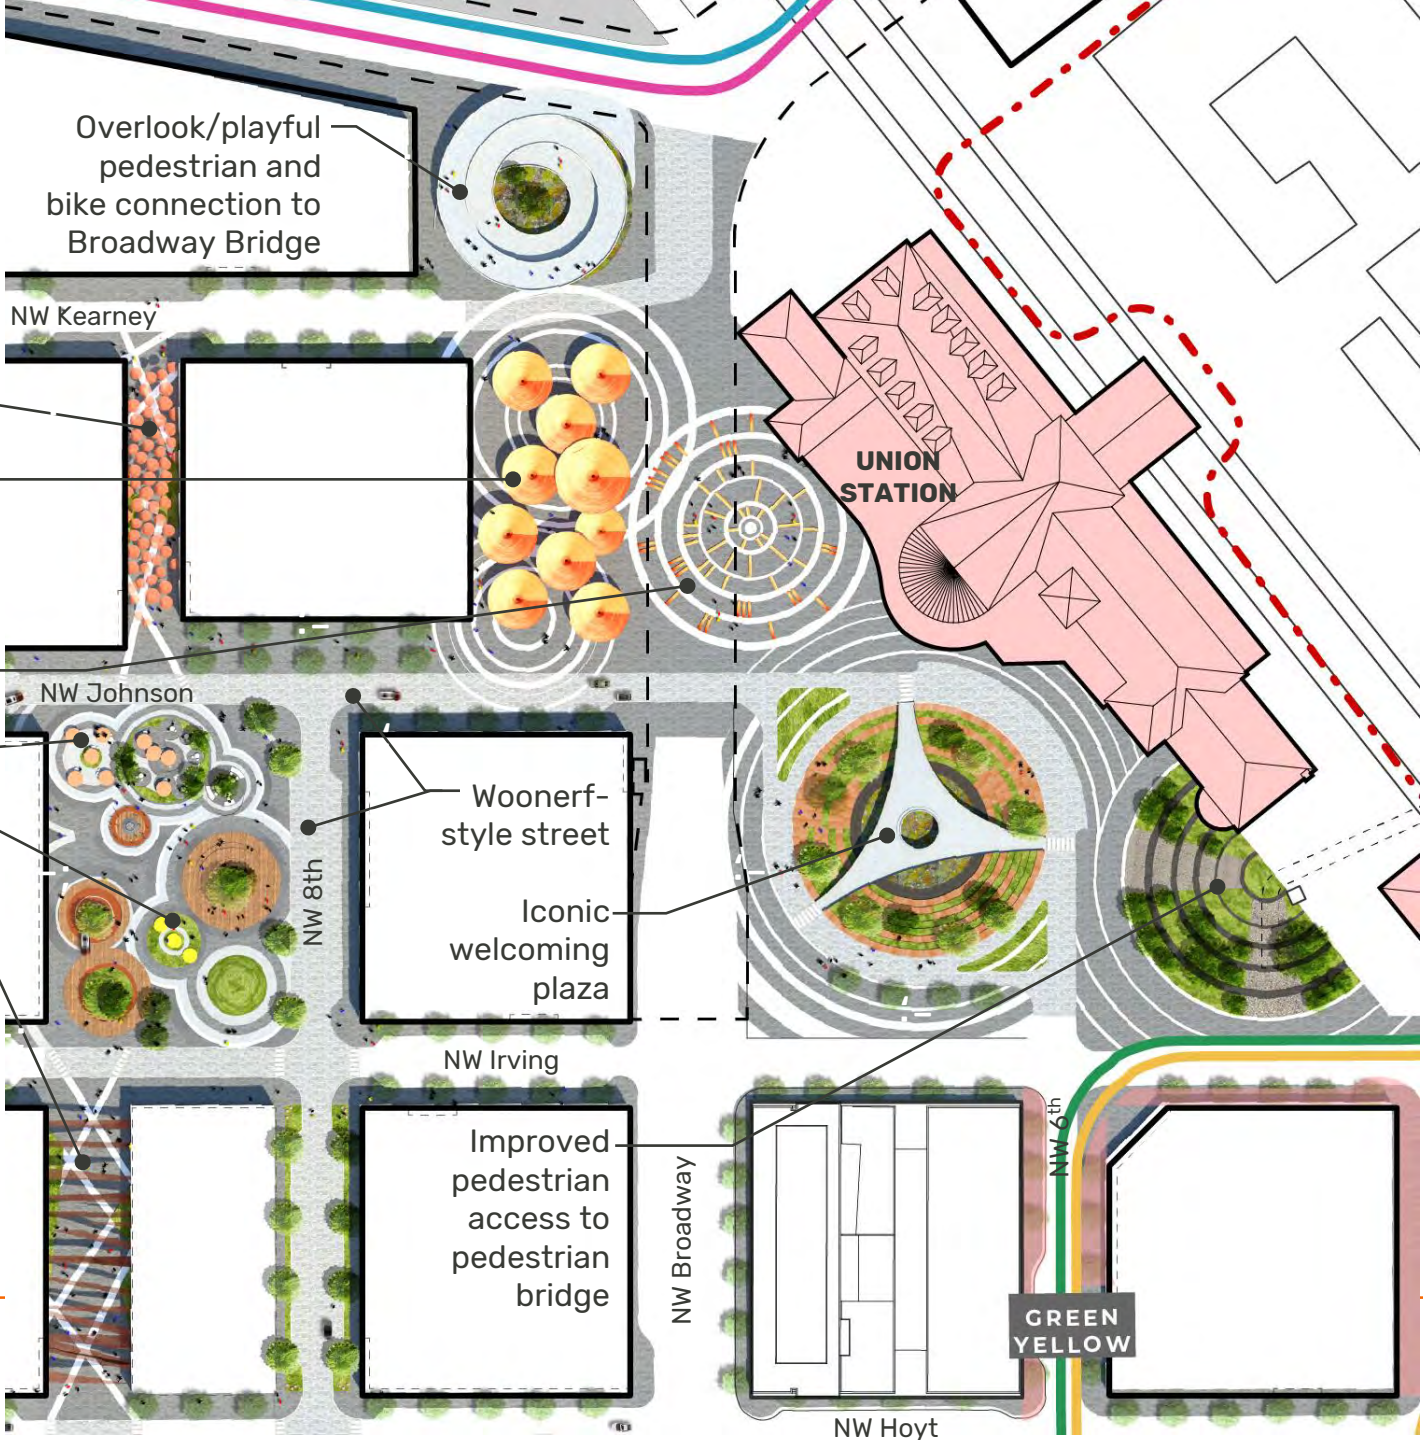 Overlook/playful
pedestrian and
bike connection to
Broadway Bridge
NW Kearney
UNION
STATION
NW Johnson
Woonerf-
style street
NW 8th
Iconic
welcoming
plaza
NW Irving
Improved
pedestrian
access to
pedestrian
bridge
NW Broadway
NW 6th
GREEN
YELLOW
NW Hoyt